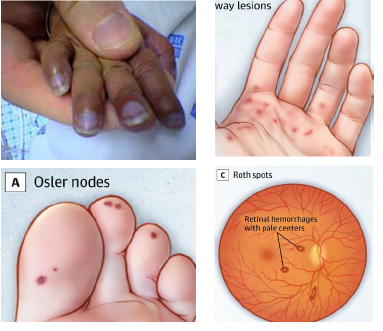 way lesions
A Osler nodes
C Roth spots
Retinal hemorrhages
with pale centers